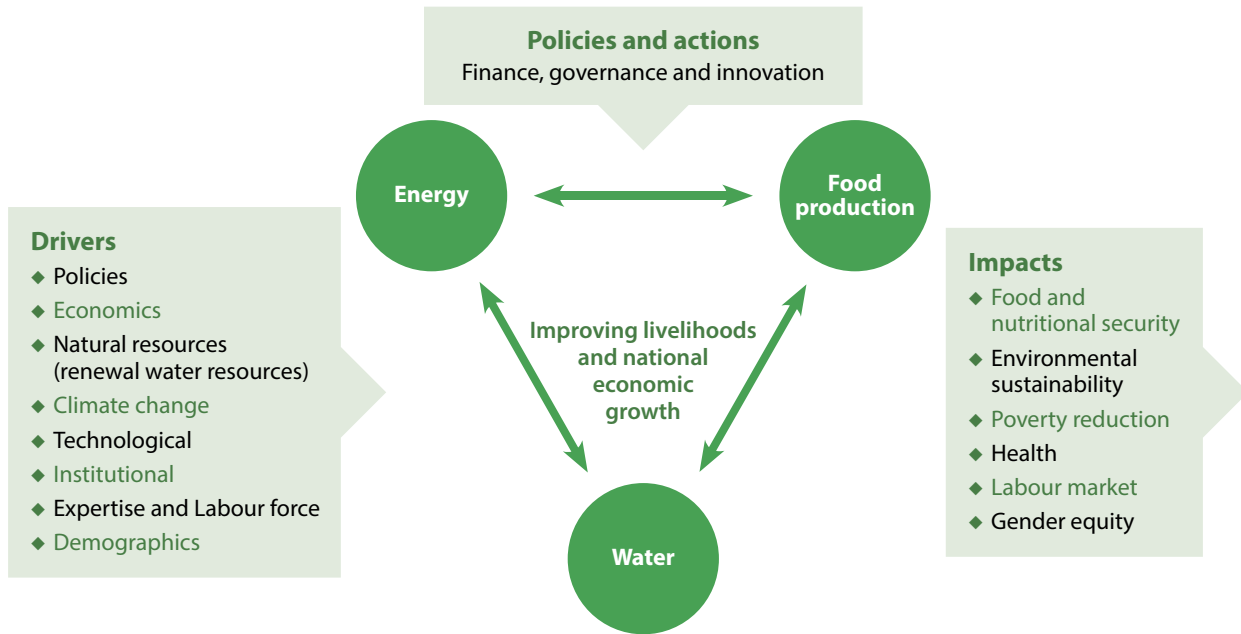 Policies and actions
Finance, governance and innovation
Energy
Food
production
Drivers
Policies
Economics
Natural resources
(renewal water resources)
Climate change
Technological
Institutional
Expertise and Labour force
Demographics
Improving livelihoods
and national
economic
growth
Water
Impacts
Food and
nutritional security
Environmental
sustainability
Poverty reduction
Health
Labour market
Gender equity